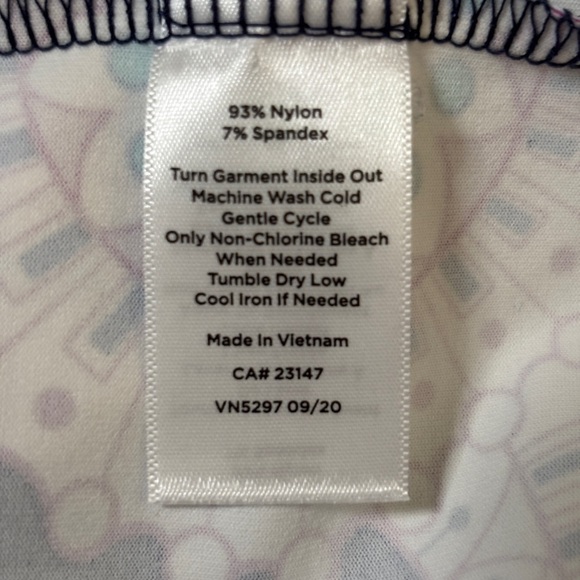 93% Nylon
7% Spandex
Turn Garment Inside Out
Machine Wash Cold
Gentle Cycle
Only Non-Chlorine Bleach
When Needed
Tumble Dry Low
Cool Iron If Needed
Made In Vietnam
CA# 23147
VN5297 09/20